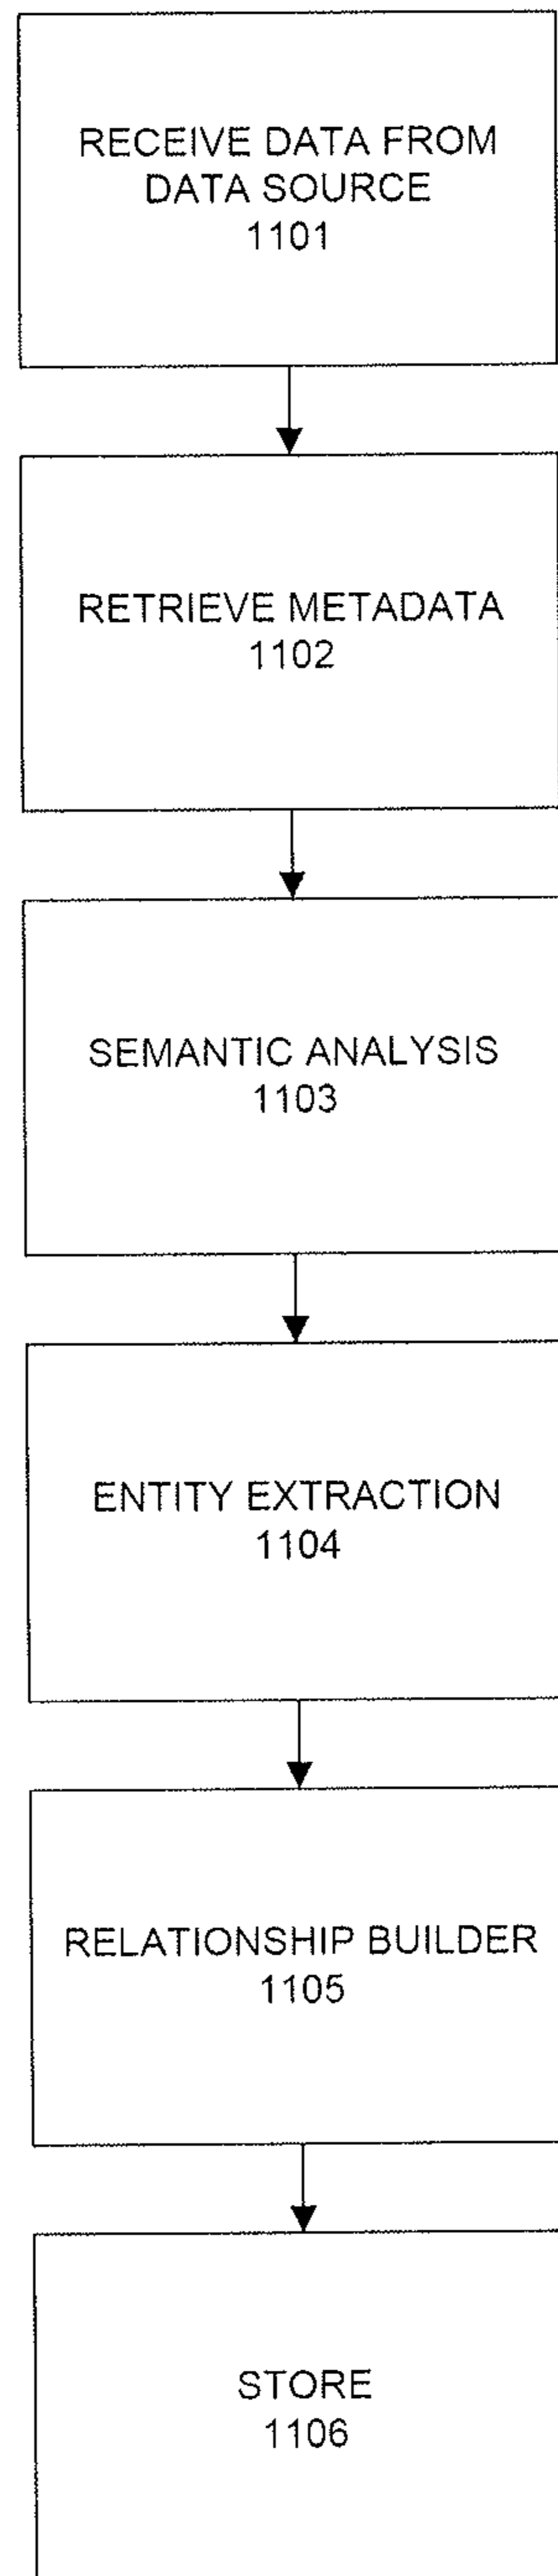 RECEIVE DATA FROM
DATA SOURCE
1101
RETRIEVE METADATA
1102
SEMANTIC ANALYSIS
1103
ENTITY EXTRACTION
1104
RELATIONSHIP BUILDER
1105
STORE
1106